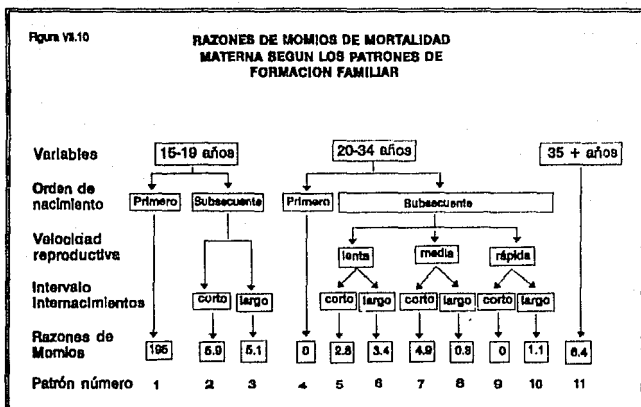 Figura VII.10
RAZONES DE MOMIOS DE MORTALIDAD
MATERNA SEGUN LOS PATRONES DE
FORMACION FAMILIAR
Variables 15-19 años 20-34 años 35 + años
Orden de nacimiento Primero Subsecuente Primero Subsecuente
Velocidad reproductiva lenta media rápida
Intervalo Internacimientos corto largo corto largo corto largo corto largo
Razones de Momios 195 5.9 5.1 0 2.8 3.4 4.9 0.9 0 1.1 6.4
Patrón número 1 2 3 4 5 6 7 8 9 10 11